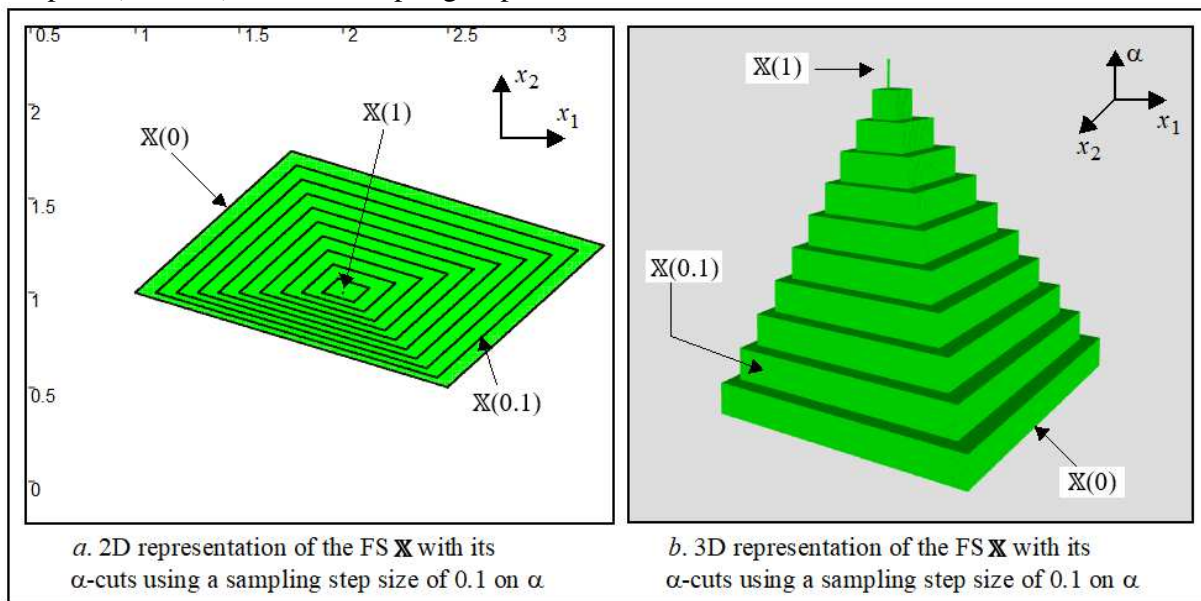 0.5 1 1.5 2 2.5 3
2
1.5
1
0.5
0
𝕏(0)
𝕏(1)
x₂
x₁
𝕏(0.1)
a. 2D representation of the FS 𝕏 with its
α-cuts using a sampling step size of 0.1 on α
𝕏(1)
α
x₁
x₂
𝕏(0.1)
𝕏(0)
b. 3D representation of the FS 𝕏 with its
α-cuts using a sampling step size of 0.1 on α